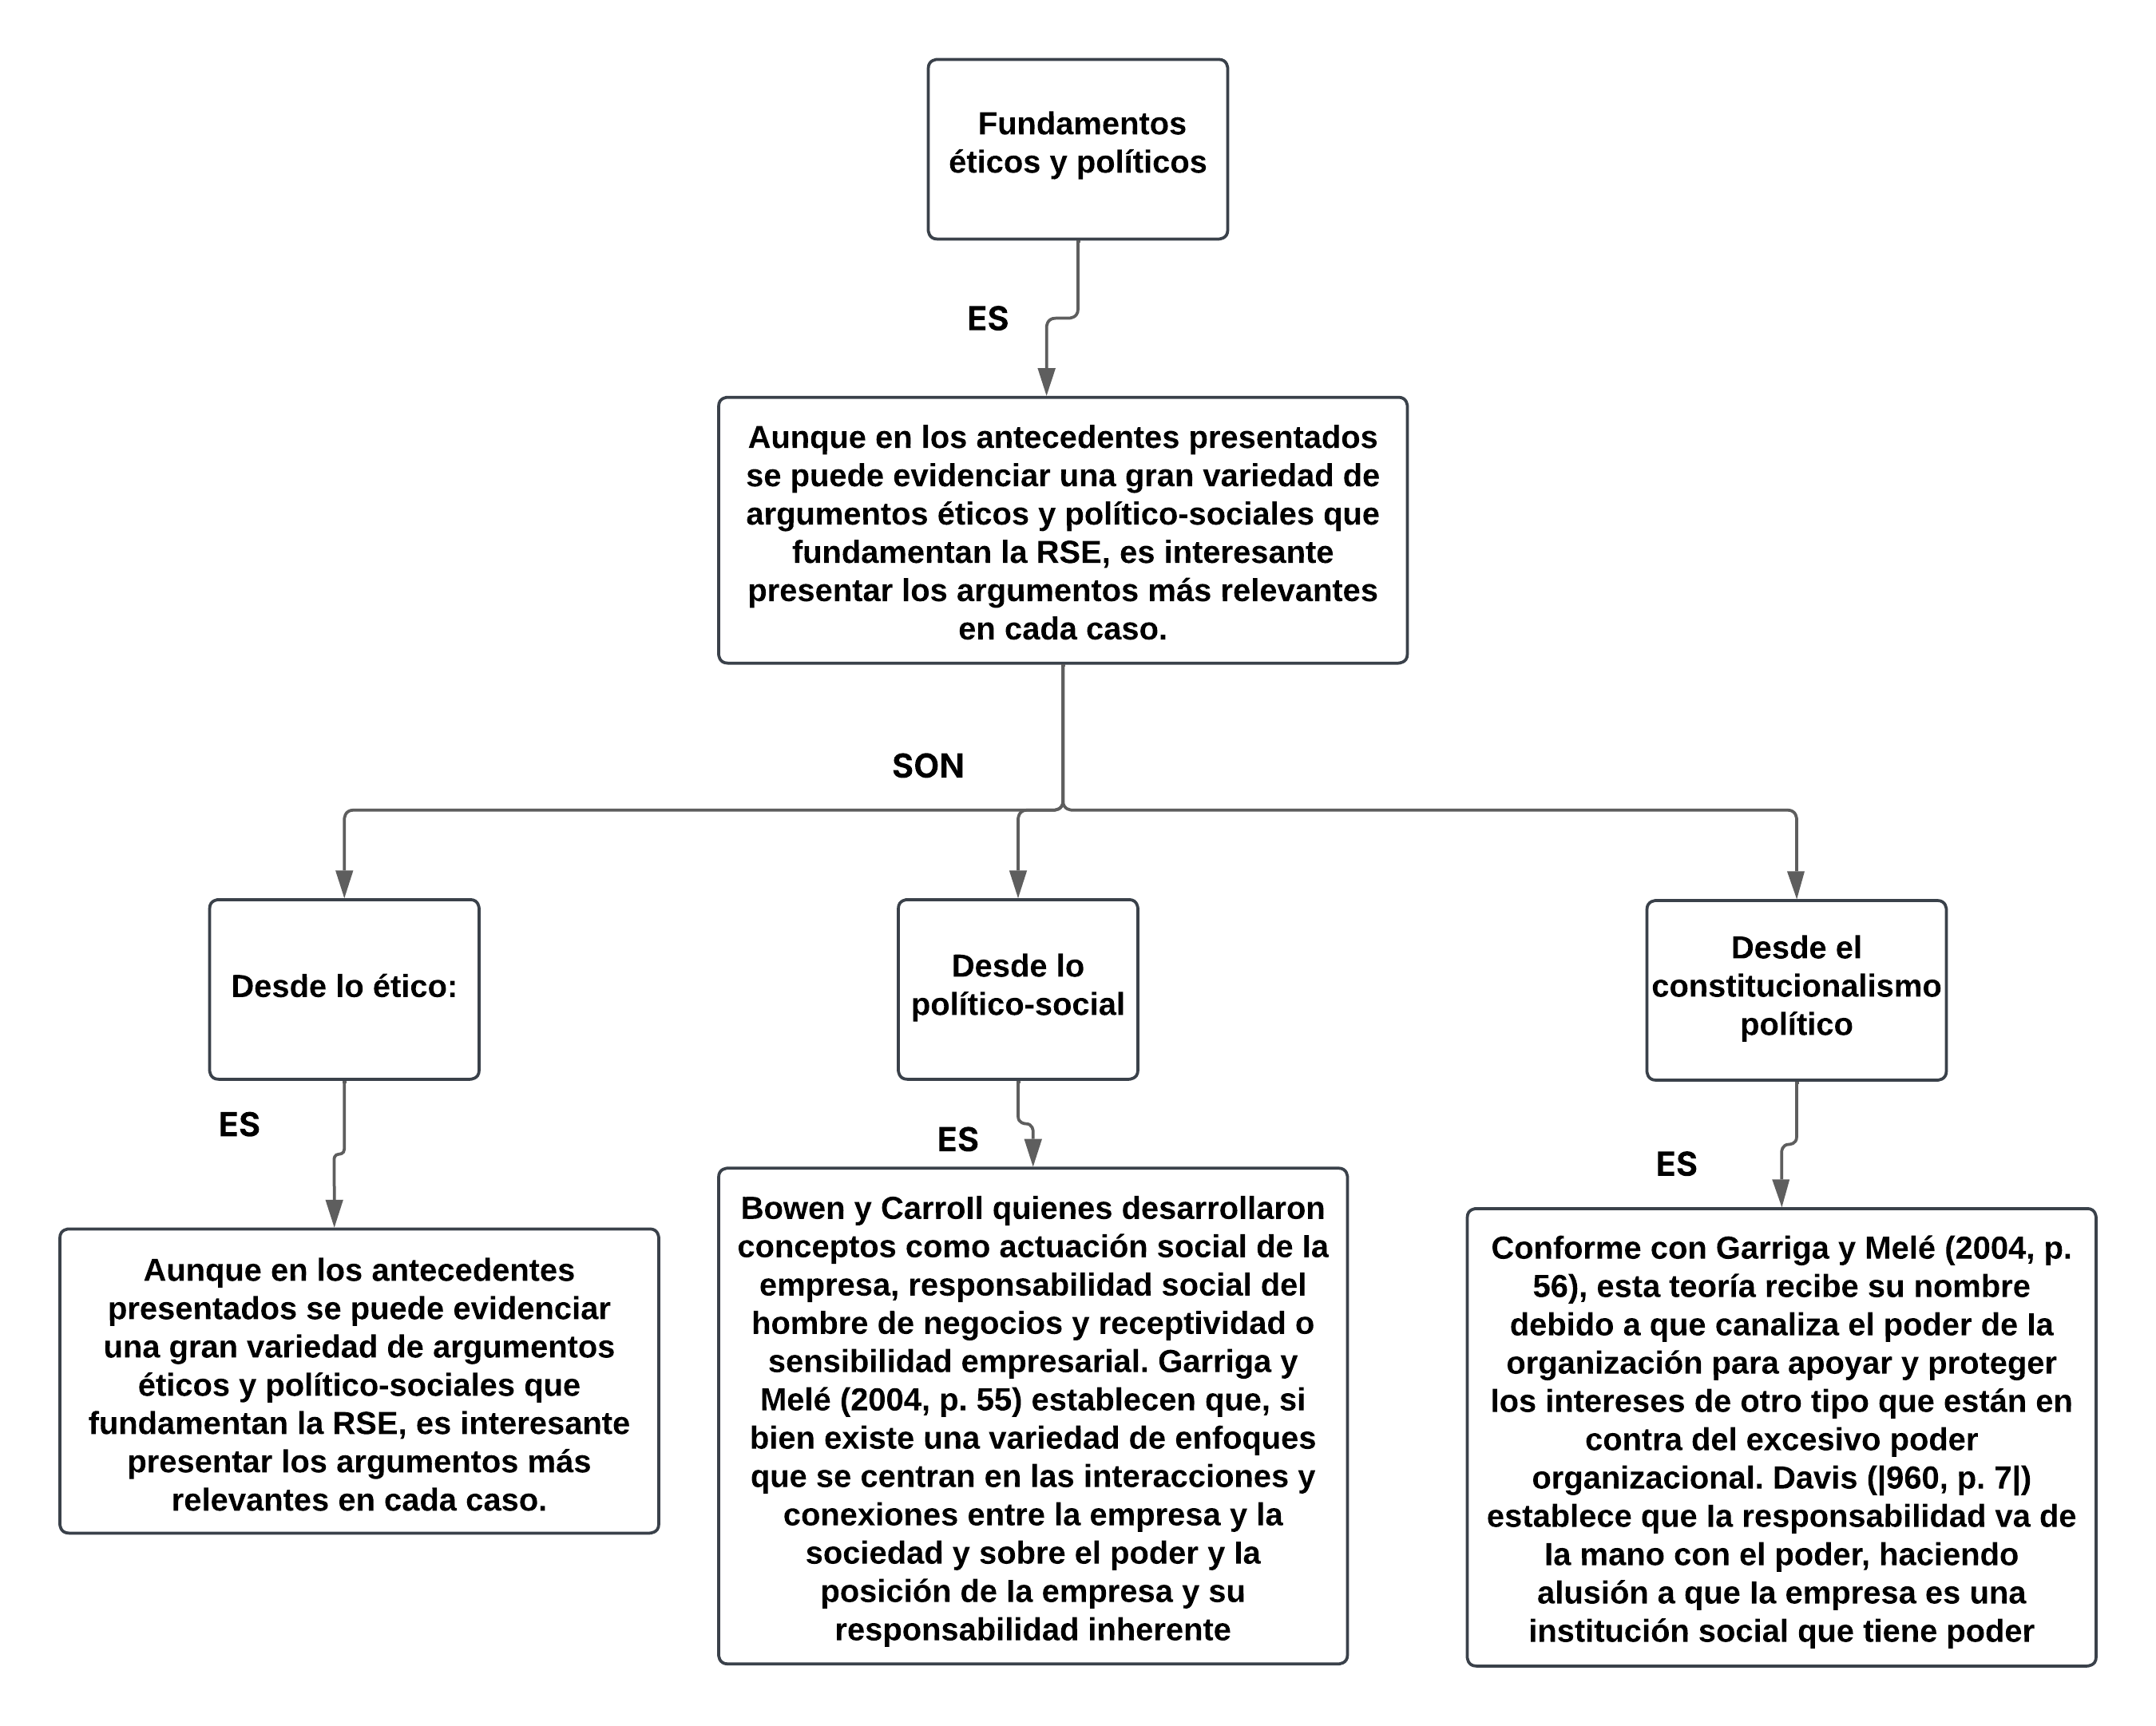 Fundamentos
éticos y políticos
ES
Aunque en los antecedentes presentados
se puede evidenciar una gran variedad de
argumentos éticos y político-sociales que
fundamentan la RSE, es interesante
presentar los argumentos más relevantes
en cada caso.
SON
Desde lo ético:
Desde lo
político-social
Desde el
constitucionalismo
político
ES
ES
ES
Aunque en los antecedentes
presentados se puede evidenciar
una gran variedad de argumentos
éticos y político-sociales que
fundamentan la RSE, es interesante
presentar los argumentos más
relevantes en cada caso.
Bowen y Carroll quienes desarrollaron
conceptos como actuación social de la
empresa, responsabilidad social del
hombre de negocios y receptividad o
sensibilidad empresarial. Garriga y
Melé (2004, p. 55) establecen que, si
bien existe una variedad de enfoques
que se centran en las interacciones y
conexiones entre la empresa y la
sociedad y sobre el poder y la
posición de la empresa y su
responsabilidad inherente
Conforme con Garriga y Melé (2004, p.
56), esta teoría recibe su nombre
debido a que canaliza el poder de la
organización para apoyar y proteger
los intereses de otro tipo que están en
contra del excesivo poder
organizacional. Davis (|960, p. 7|)
establece que la responsabilidad va de
la mano con el poder, haciendo
alusión a que la empresa es una
institución social que tiene poder